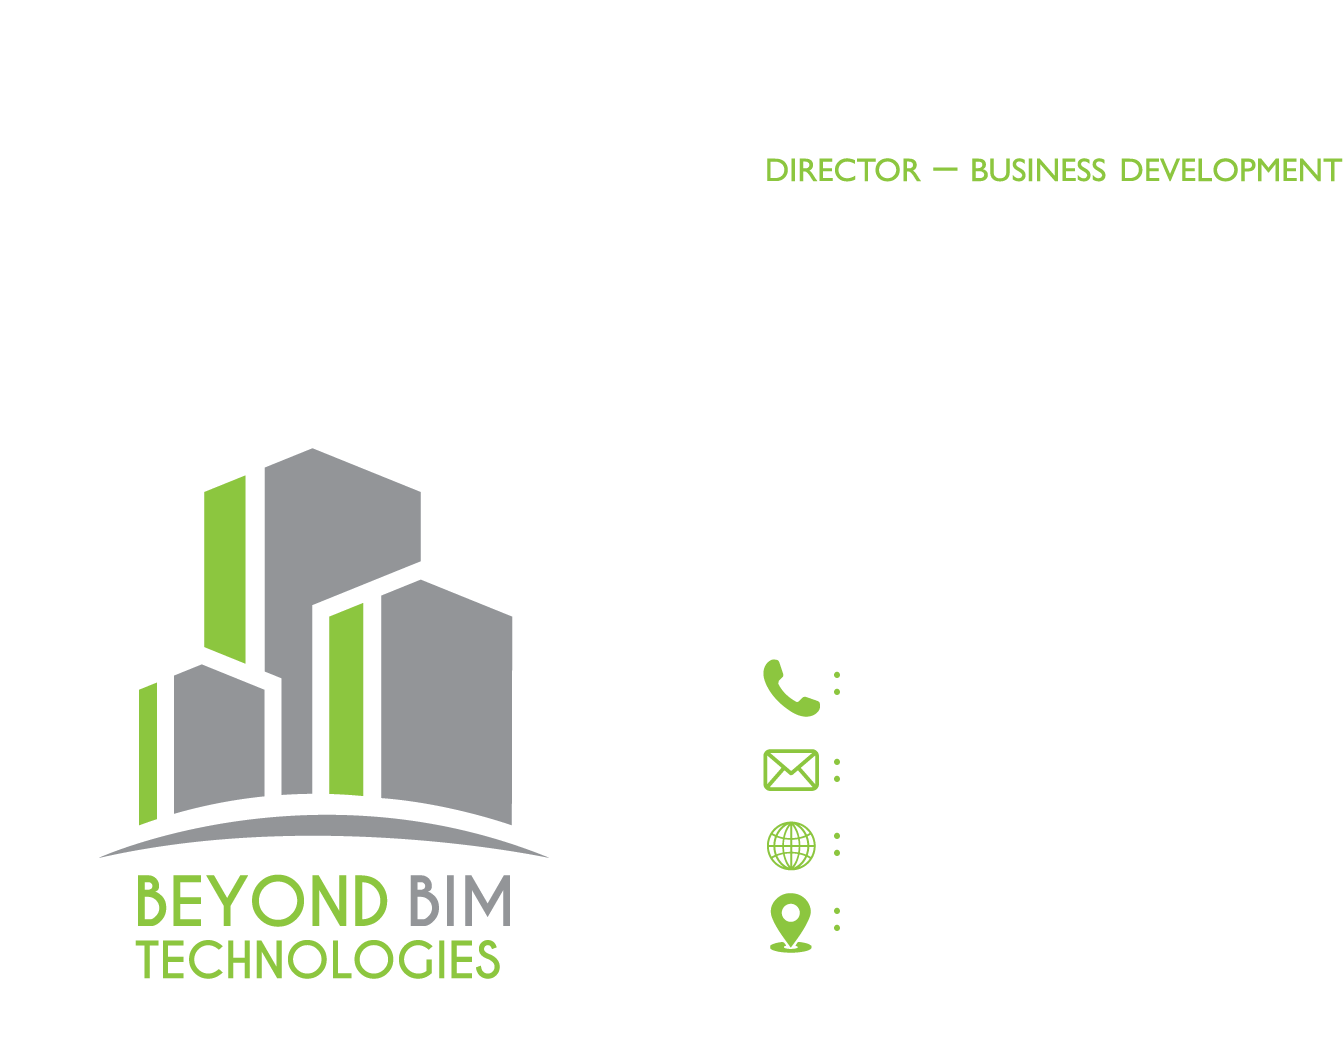 DIRECTOR – BUSINESS DEVELOPMENT
:
:
:
:
BEYOND BIM
TECHNOLOGIES